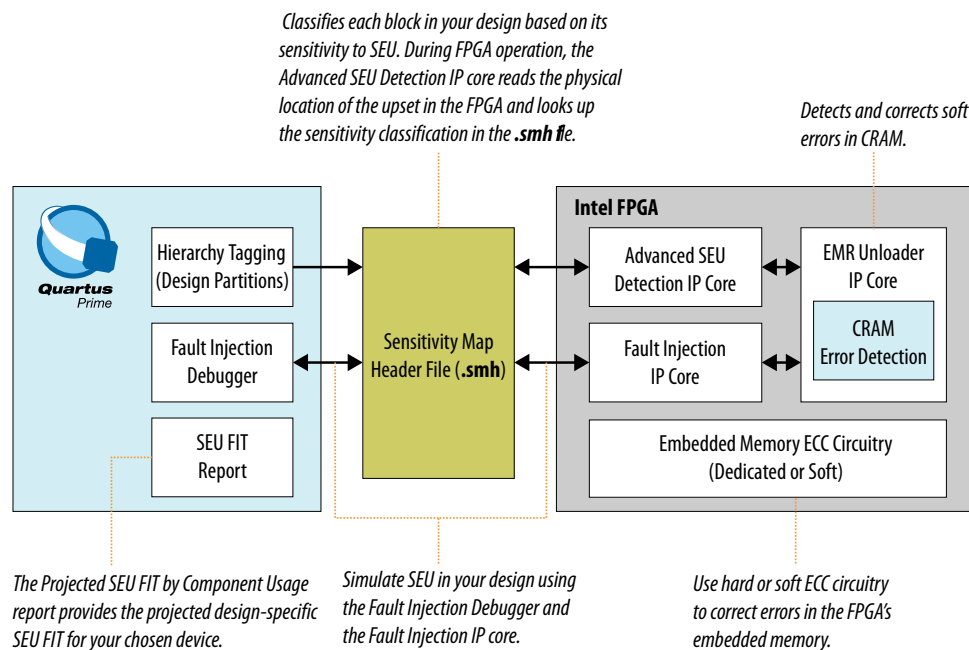 Classifies each block in your design based on its
sensitivity to SEU. During FPGA operation, the
Advanced SEU Detection IP core reads the physical
location of the upset in the FPGA and looks up
the sensitivity classification in the .smh file.
Detects and corrects soft
errors in CRAM.
Quartus
Prime
Hierarchy Tagging
(Design Partitions)
Fault Injection
Debugger
SEU FIT
Report
Sensitivity Map
Header File (.smh)
Intel FPGA
Advanced SEU
Detection IP Core
EMR Unloader
IP Core
CRAM
Error Detection
Fault Injection
IP Core
Embedded Memory ECC Circuitry
(Dedicated or Soft)
The Projected SEU FIT by Component Usage
report provides the projected design-specific
SEU FIT for your chosen device.
Simulate SEU in your design using
the Fault Injection Debugger and
the Fault Injection IP core.
Use hard or soft ECC circuitry
to correct errors in the FPGA's
embedded memory.